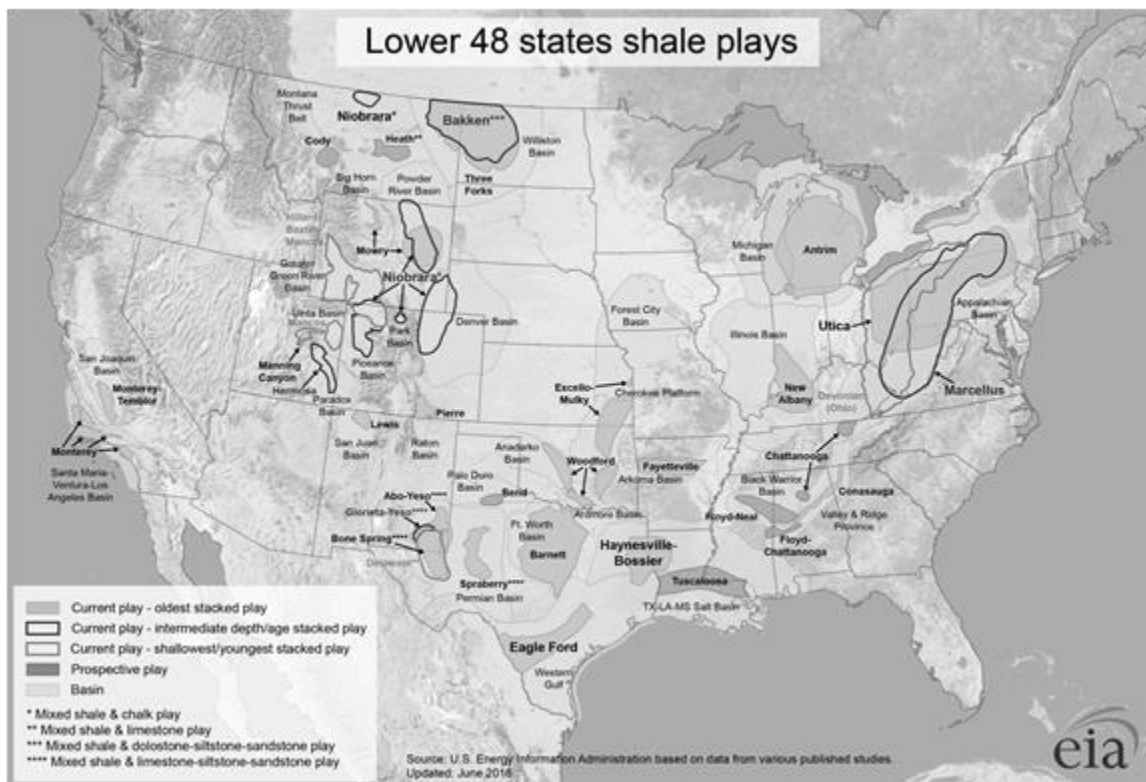 Lower 48 states shale plays
Montana
Thrust
Belt
Niobrara*
Bakken***
Cody
Heath**
Williston
Basin
Big Horn
Basin
Powder
River Basin
Three
Forks
Mowry
Niobrara*
Greater
Green River
Basin
Uinta Basin
Park
Basin
Denver Basin
Manning
Canyon
Hermosa
Piceance
Basin
Paradox
Basin
San Joaquin
Basin
Monterey-
Temblor
Monterey
Santa Maria-
Ventura-Los
Angeles Basin
Lewis
San Juan
Basin
Pierre
Raton
Basin
Michigan
Basin
Antrim
Forest City
Basin
Illinois Basin
Utica
Appalachian
Basin
Marcellus
Excello-
Mulky
Cherokee Platform
New
Albany
Devonian
(Ohio)
Anadarko
Basin
Woodford
Fayetteville
Arkoma Basin
Chattanooga
Black Warrior
Basin
Conasauga
Valley & Ridge
Province
Floyd-Neal
Floyd-
Chattanooga
Palo Duro
Basin
Bend
Ardmore Basin
Abo-Yeso****
Glorieta-Yeso****
Bone Spring****
Delaware
Ft. Worth
Basin
Barnett
Haynesville-
Bossier
Spraberry****
Permian Basin
Tuscaloosa
TX-LA-MS Salt Basin
Eagle Ford
Western
Gulf
Current play - oldest stacked play
Current play - intermediate depth/age stacked play
Current play - shallowest/youngest stacked play
Prospective play
Basin
* Mixed shale & chalk play
** Mixed shale & limestone play
*** Mixed shale & dolostone-siltstone-sandstone play
**** Mixed shale & limestone-siltstone-sandstone play
Source: U.S. Energy Information Administration based on data from various published studies.
Updated: June 2016
eia